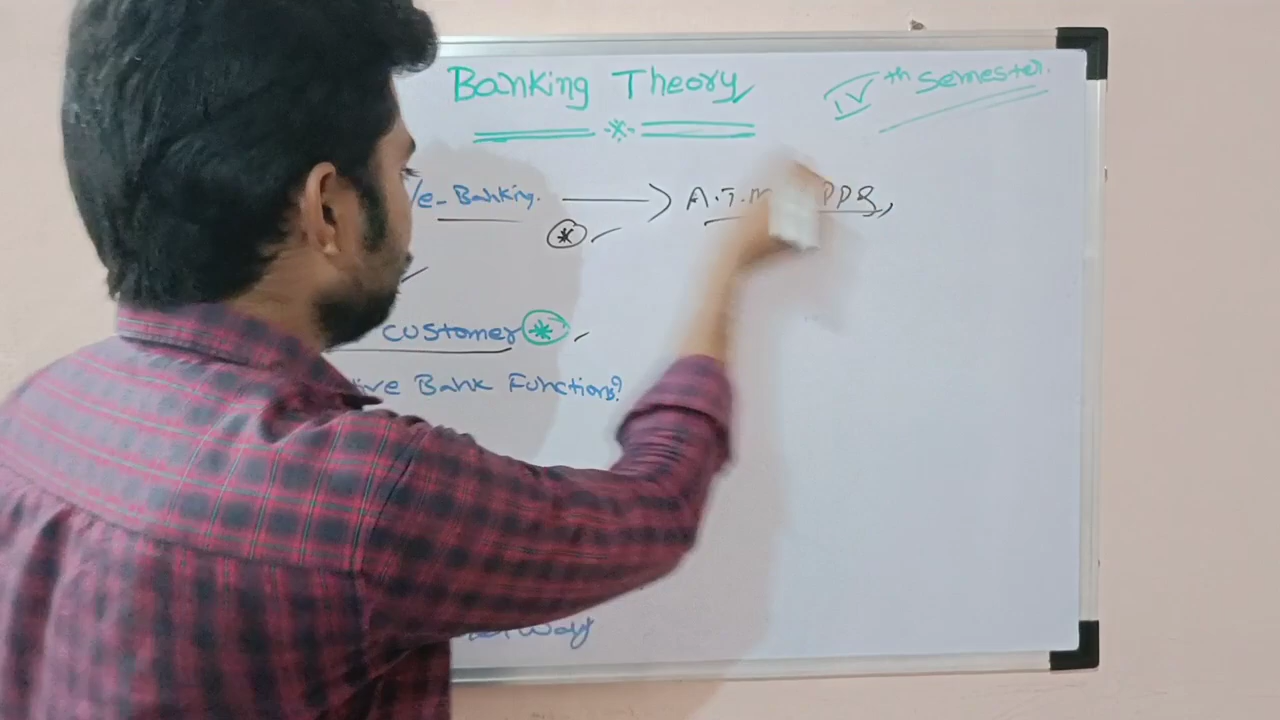 Banking Theory
IVth Semester.
/e-Banking. → A.T.M
customer *
Bank Functions?